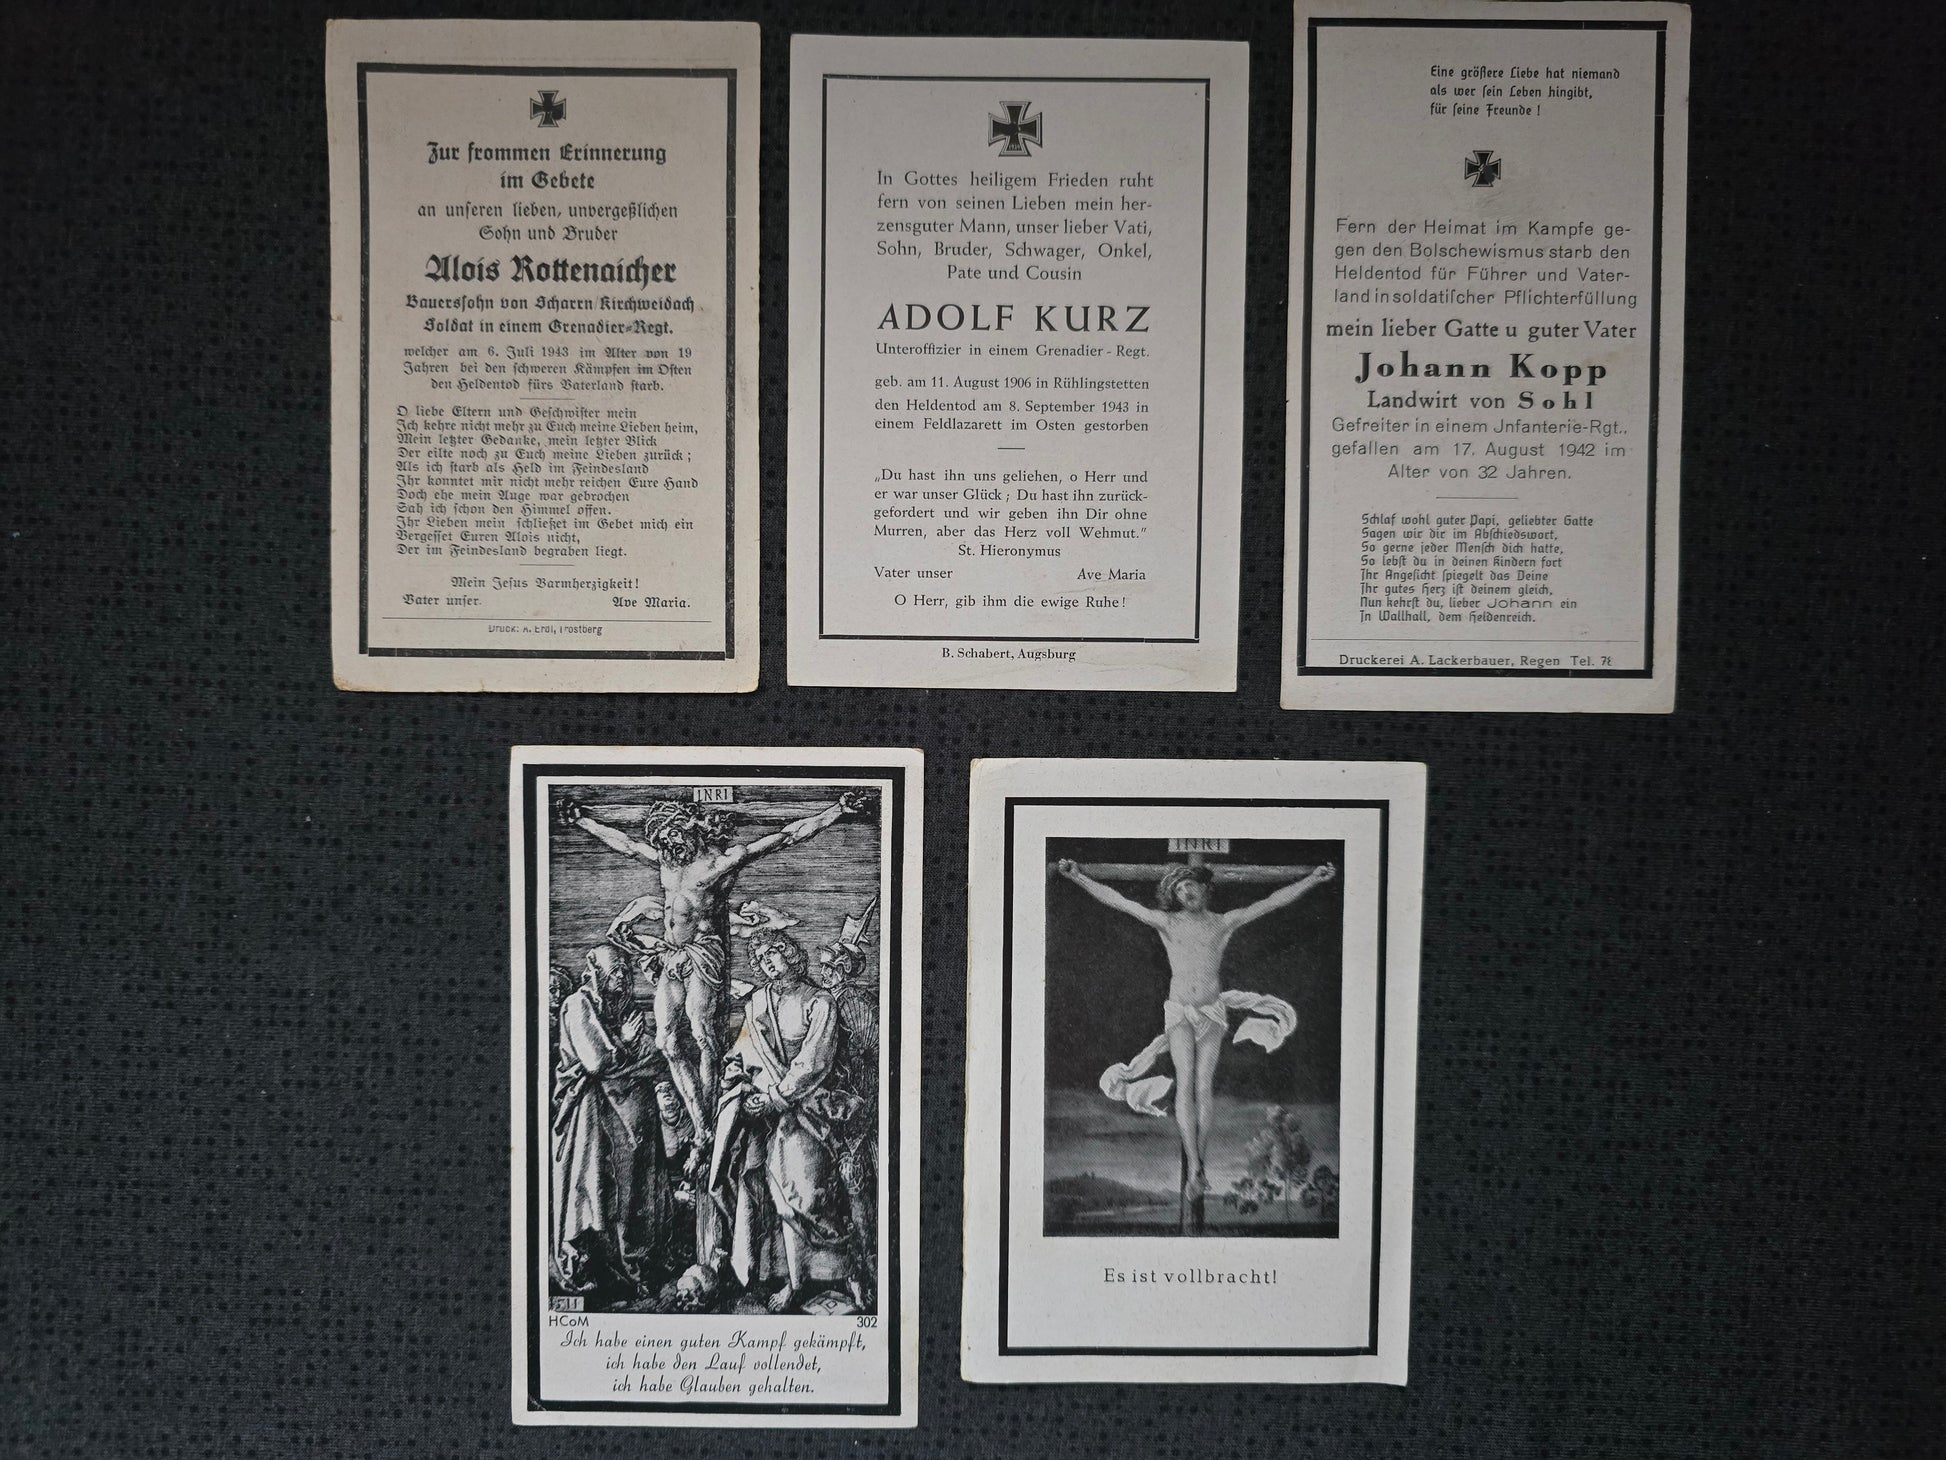 Zur frommen Erinnerung
im Gebete
an unseren lieben, unvergeßlichen
Sohn und Bruder
Alois Rottenaicher
Bauerssohn von Scharrn/Kirchweidach
Soldat in einem Grenadier-Regt.
welcher am 6. Juli 1943 im Alter von 19
Jahren bei den schweren Kämpfen im Osten
den Heldentod fürs Vaterland starb.
O liebe Eltern und Geschwister mein
Ich kehre nicht mehr zu Euch meine Lieben heim,
Mein letzter Gedanke, mein letzter Blick
Der eilte noch zu Euch meine Lieben zurück;
Als ich starb als Held im Feindesland
Ihr konntet mir nicht mehr reichen Eure Hand
Doch ehe mein Auge war gebrochen
Sah ich schon den Himmel offen.
Ihr Lieben mein schließet im Gebet mich ein
Vergesset Euren Alois nicht,
Der im Feindesland begraben liegt.
Mein Jesus Barmherzigkeit!
Vater unser. Ave Maria.
Druck: A. Erdl, Trostberg
1939
In Gottes heiligem Frieden ruht
fern von seinen Lieben mein her-
zensguter Mann, unser lieber Vati,
Sohn, Bruder, Schwager, Onkel,
Pate und Cousin
ADOLF KURZ
Unteroffizier in einem Grenadier-Regt.
geb. am 11. August 1906 in Rühlingstetten
den Heldentod am 8. September 1943 in
einem Feldlazarett im Osten gestorben
„Du hast ihn uns geliehen, o Herr und
er war unser Glück; Du hast ihn zurück-
gefordert und wir geben ihn Dir ohne
Murren, aber das Herz voll Wehmut."
St. Hieronymus
Vater unser Ave Maria
O Herr, gib ihm die ewige Ruhe!
B. Schabert, Augsburg
Eine größere Liebe hat niemand
als wer sein Leben hingibt,
für seine Freunde!
Fern der Heimat im Kampfe ge-
gen den Bolschewismus starb den
Heldentod für Führer und Vater-
land in soldatischer Pflichterfüllung
mein lieber Gatte u guter Vater
Johann Kopp
Landwirt von Sohl
Gefreiter in einem Jnfanterie-Rgt.,
gefallen am 17. August 1942 im
Alter von 32 Jahren.
Schlaf wohl guter Papi, geliebter Gatte
Sagen wir dir im Abschiedswort,
So gerne jeder Mensch dich hatte,
So lebst du in deinen Kindern fort
Ihr Angesicht spiegelt das Deine
Ihr gutes Herz ist deinem gleich,
Nun kehrst du, lieber Johann ein
In Wallhall, dem Heldenreich.
Druckerei A. Lackerbauer, Regen Tel. 78
INRI
1511
HCoM 302
Ich habe einen guten Kampf gekämpft,
ich habe den Lauf vollendet,
ich habe Glauben gehalten.
INRI
Es ist vollbracht!